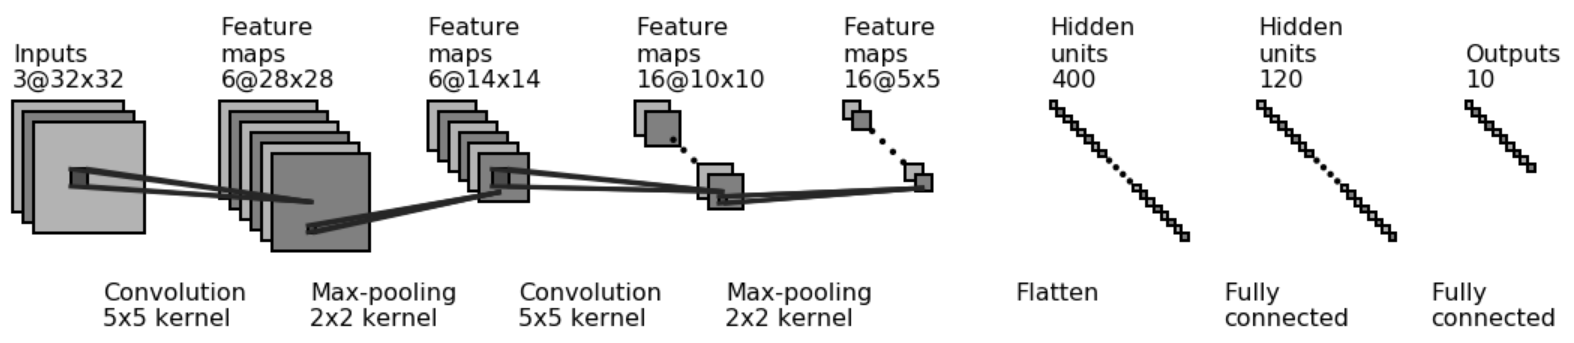 Inputs
3@32x32
Feature
maps
6@28x28
Feature
maps
6@14x14
Feature
maps
16@10x10
Feature
maps
16@5x5
Hidden
units
400
Hidden
units
120
Outputs
10
Convolution
5x5 kernel
Max-pooling
2x2 kernel
Convolution
5x5 kernel
Max-pooling
2x2 kernel
Flatten
Fully
connected
Fully
connected